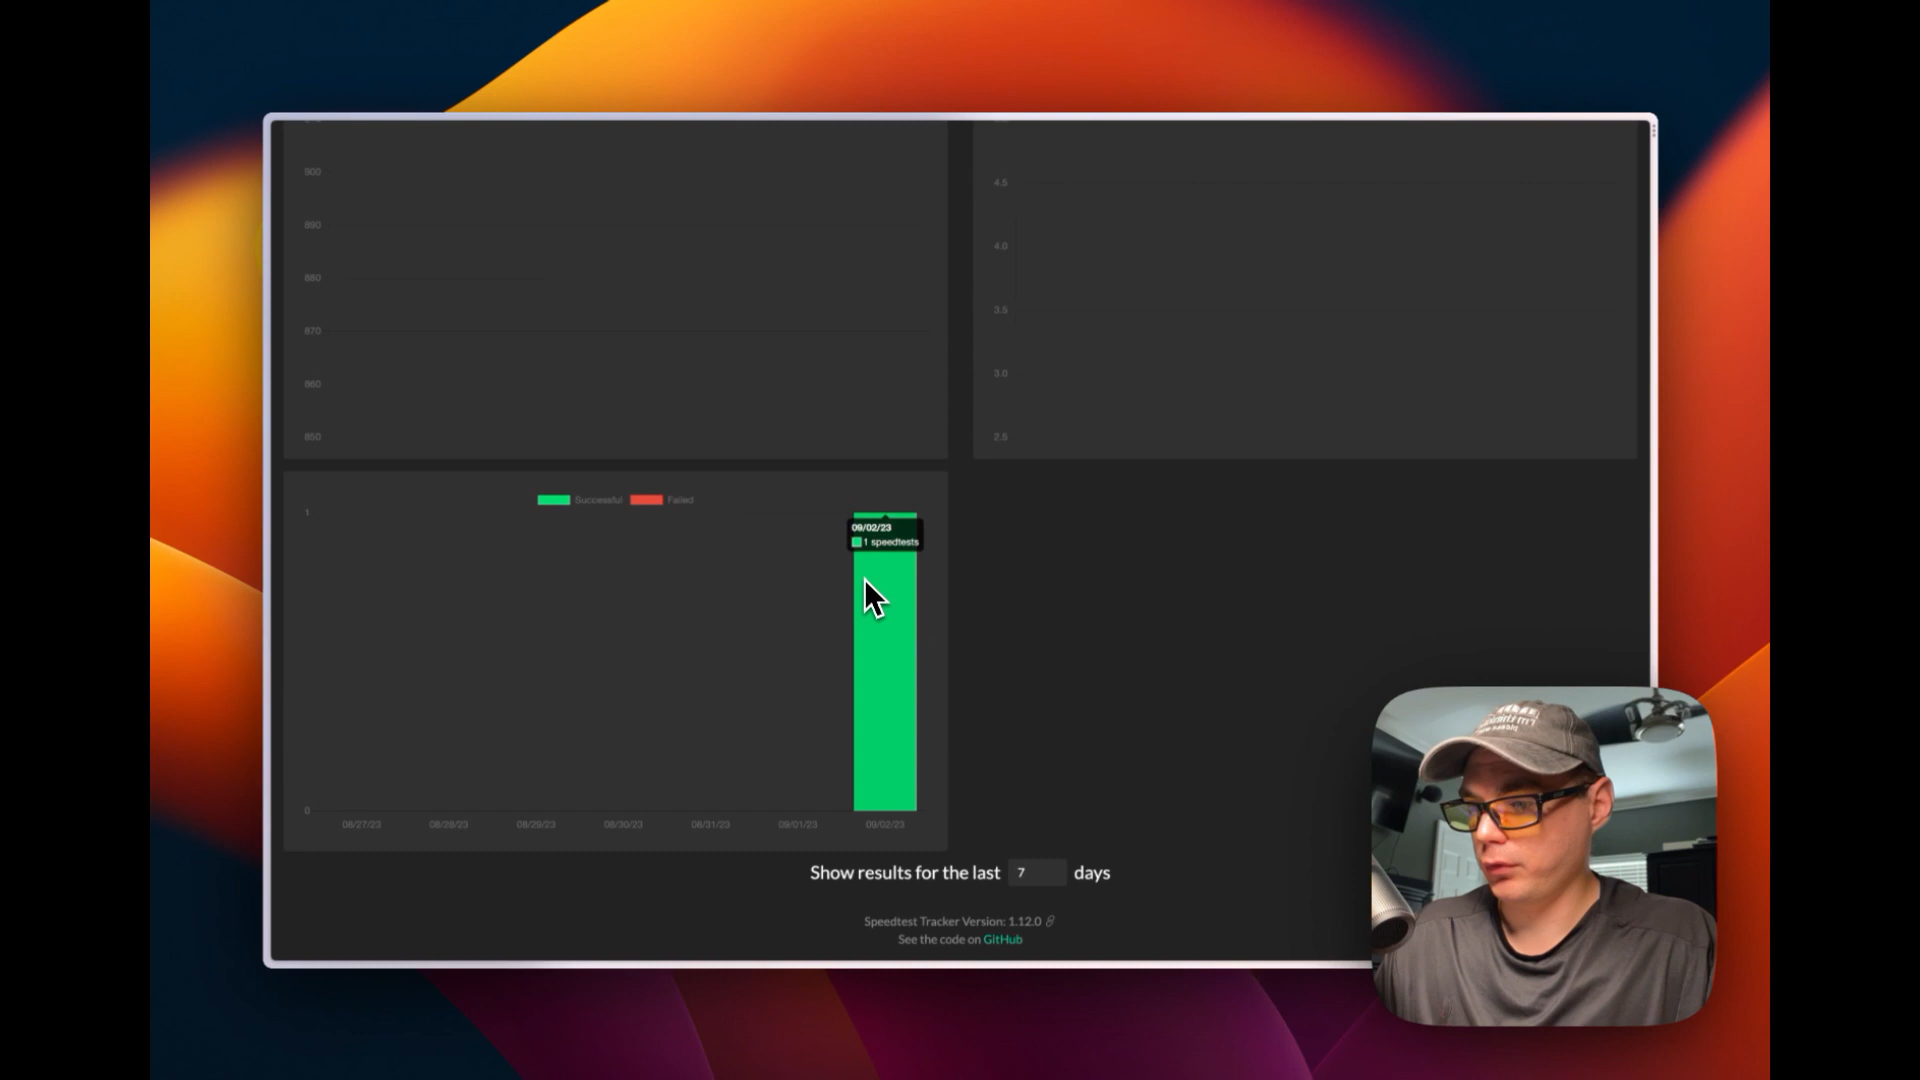 900
890
880
870
860
850
4.5
4.0
3.5
3.0
2.5
Successful Failed
1
0
09/02/23
1 speedtests
08/27/23 08/28/23 08/29/23 08/30/23 08/31/23 09/01/23 09/02/23
Show results for the last 7 days
Speedtest Tracker Version: 1.12.0
See the code on GitHub